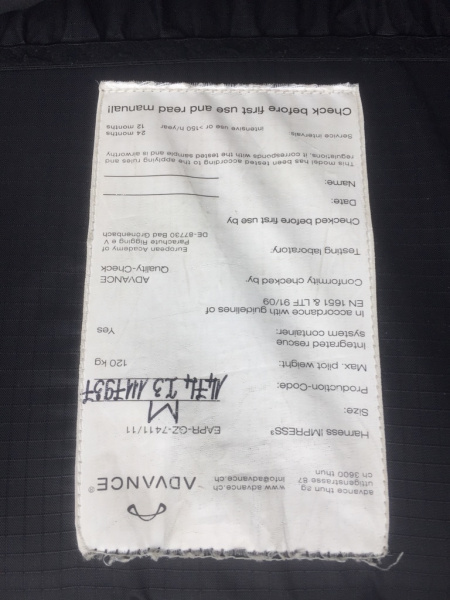 advance thun ag
uttigenstrasse 87
ch 3600 thun
www.advance.ch
info@advance.ch
ADVANCE®
Harness IMPRESS³ EAPR-GZ-7411/11
Size:
Production-Code:
Max. pilot weight: 120 kg
Integrated rescue
system container: Yes
In accordance with guidelines of
EN 1651 & LTF 91/09
Conformity checked by: ADVANCE
Quality-Check
Testing laboratory: European Academy of
Parachute Rigging e.V.
DE-87730 Bad Grönenbach
Checked before first use by
Date:
Name:
This model has been tested according to the applying rules and
regulations. It corresponds with the tested sample and is airworthy
Service intervals: 24 months
intensive use or >150 fl/year 12 months
Check before first use and read manual!